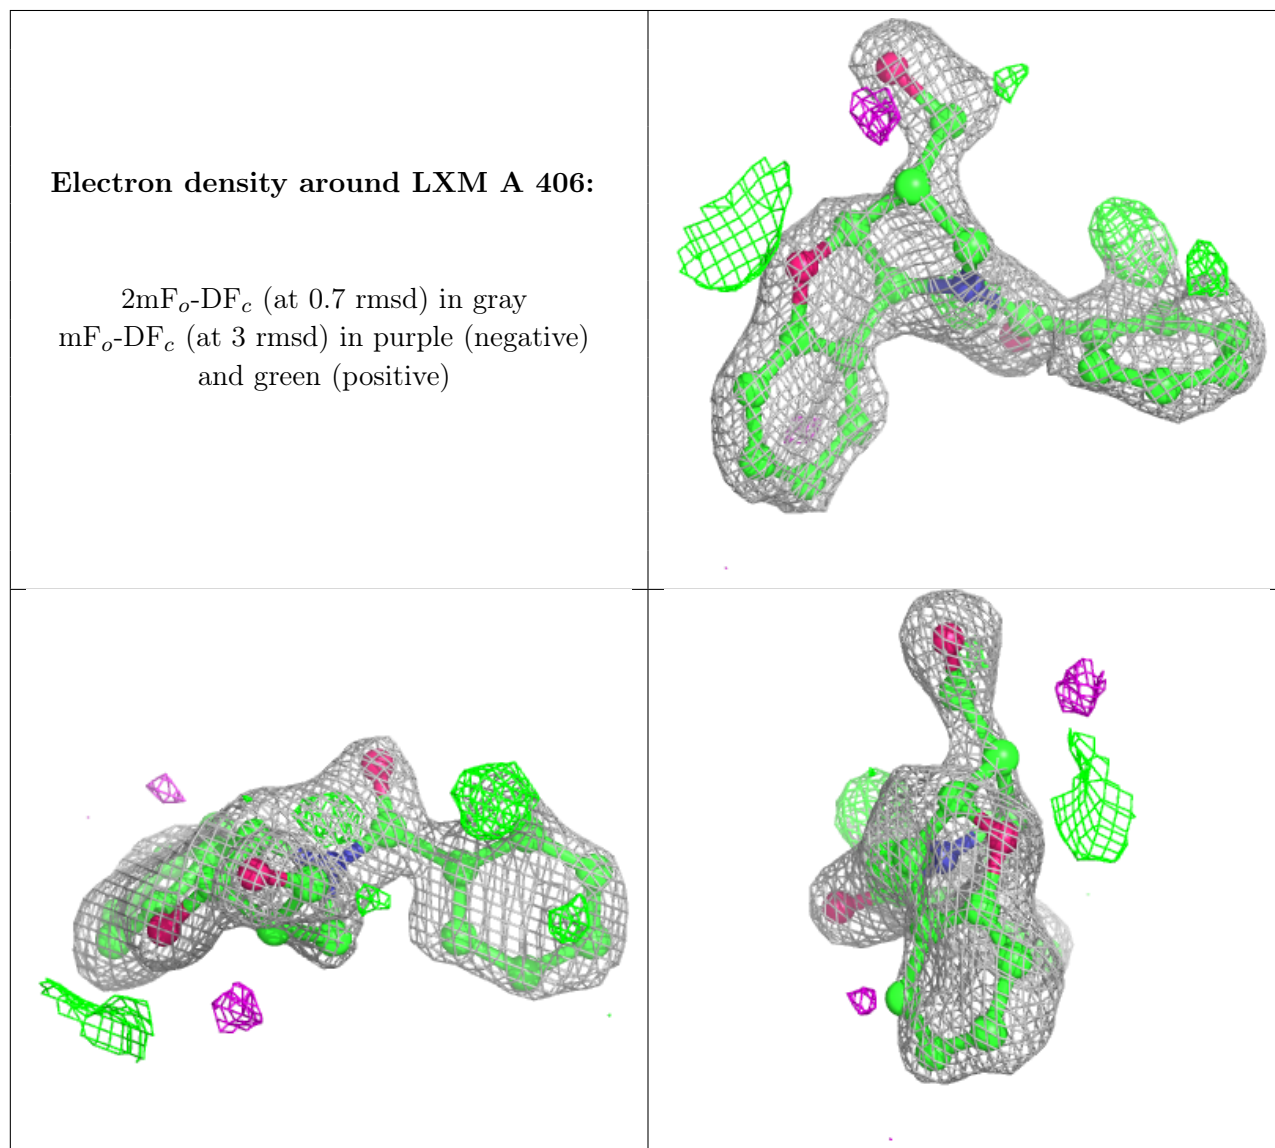 Electron density around LXM A 406:
2mFₒ-DF𝒸 (at 0.7 rmsd) in gray
mFₒ-DF𝒸 (at 3 rmsd) in purple (negative)
and green (positive)